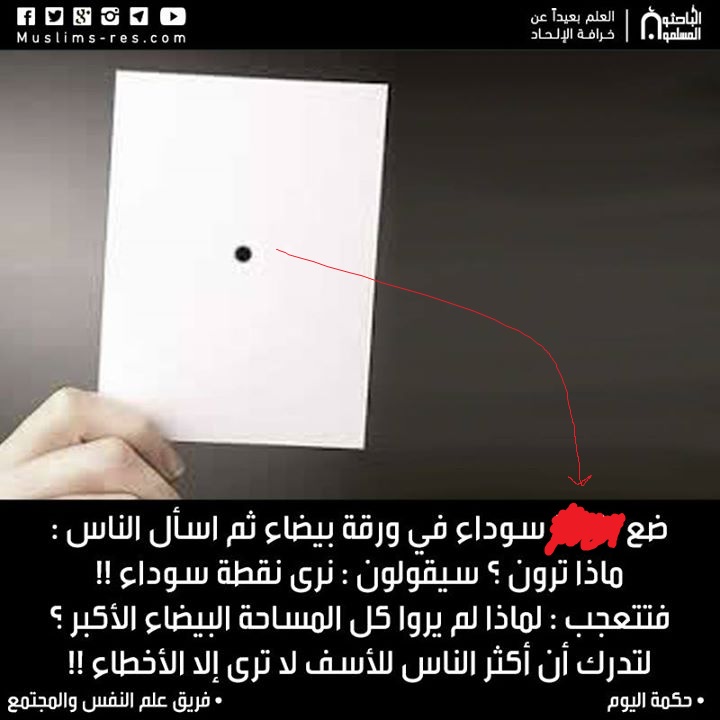 Muslims-res.com
العلم بعيداً عن
خرافة الإلحاد
الباحثون
المسلمون
ضع سوداء في ورقة بيضاء ثم اسأل الناس :
ماذا ترون ؟ سيقولون : نرى نقطة سوداء !!
فتتعجب : لماذا لم يروا كل المساحة البيضاء الأكبر ؟
لتدرك أن أكثر الناس للأسف لا ترى إلا الأخطاء !!
• حكمة اليوم
• فريق علم النفس والمجتمع